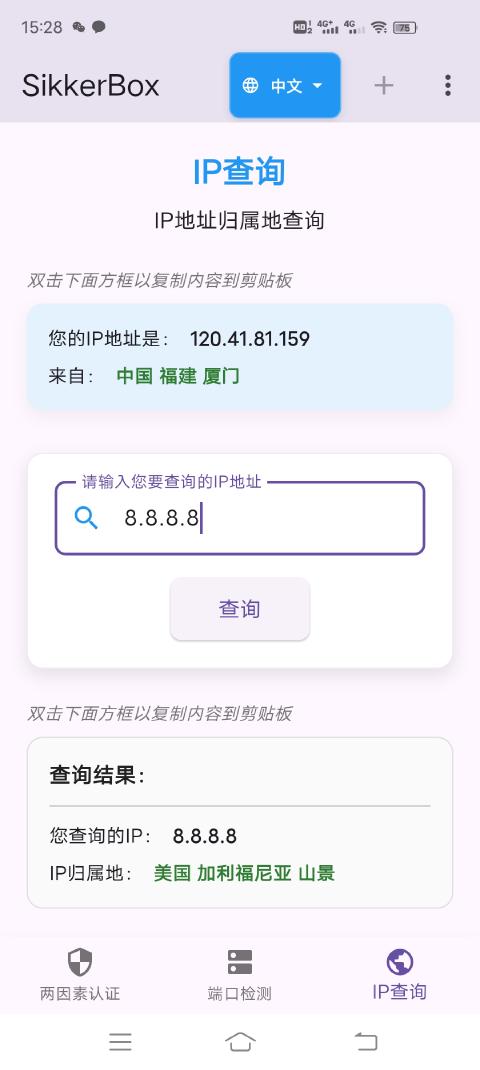 15:28
HD 1 2 4G+ 4G 75
SikkerBox
中文
IP查询
IP地址归属地查询
双击下面方框以复制内容到剪贴板
您的IP地址是： 120.41.81.159
来自： 中国 福建 厦门
请输入您要查询的IP地址
8.8.8.8
查询
双击下面方框以复制内容到剪贴板
查询结果：
您查询的IP： 8.8.8.8
IP归属地： 美国 加利福尼亚 山景
两因素认证 端口检测 IP查询